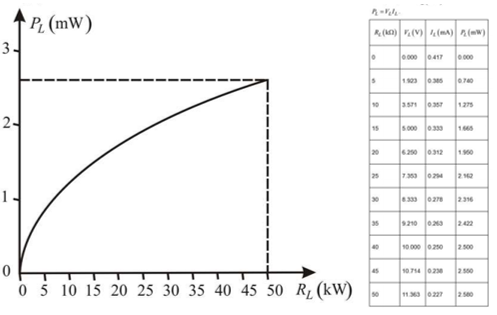 P_L (mW)
3
2
1
0
0 5 10 15 20 25 30 35 40 45 50 R_L (kW)
P_L = V_L I_L.
R_L (kΩ) V_L (V) I_L (mA) P_L (mW)
0 0.000 0.417 0.000
5 1.923 0.385 0.740
10 3.571 0.357 1.275
15 5.000 0.333 1.665
20 6.250 0.312 1.950
25 7.353 0.294 2.162
30 8.333 0.278 2.316
35 9.210 0.263 2.422
40 10.000 0.250 2.500
45 10.714 0.238 2.550
50 11.363 0.227 2.580